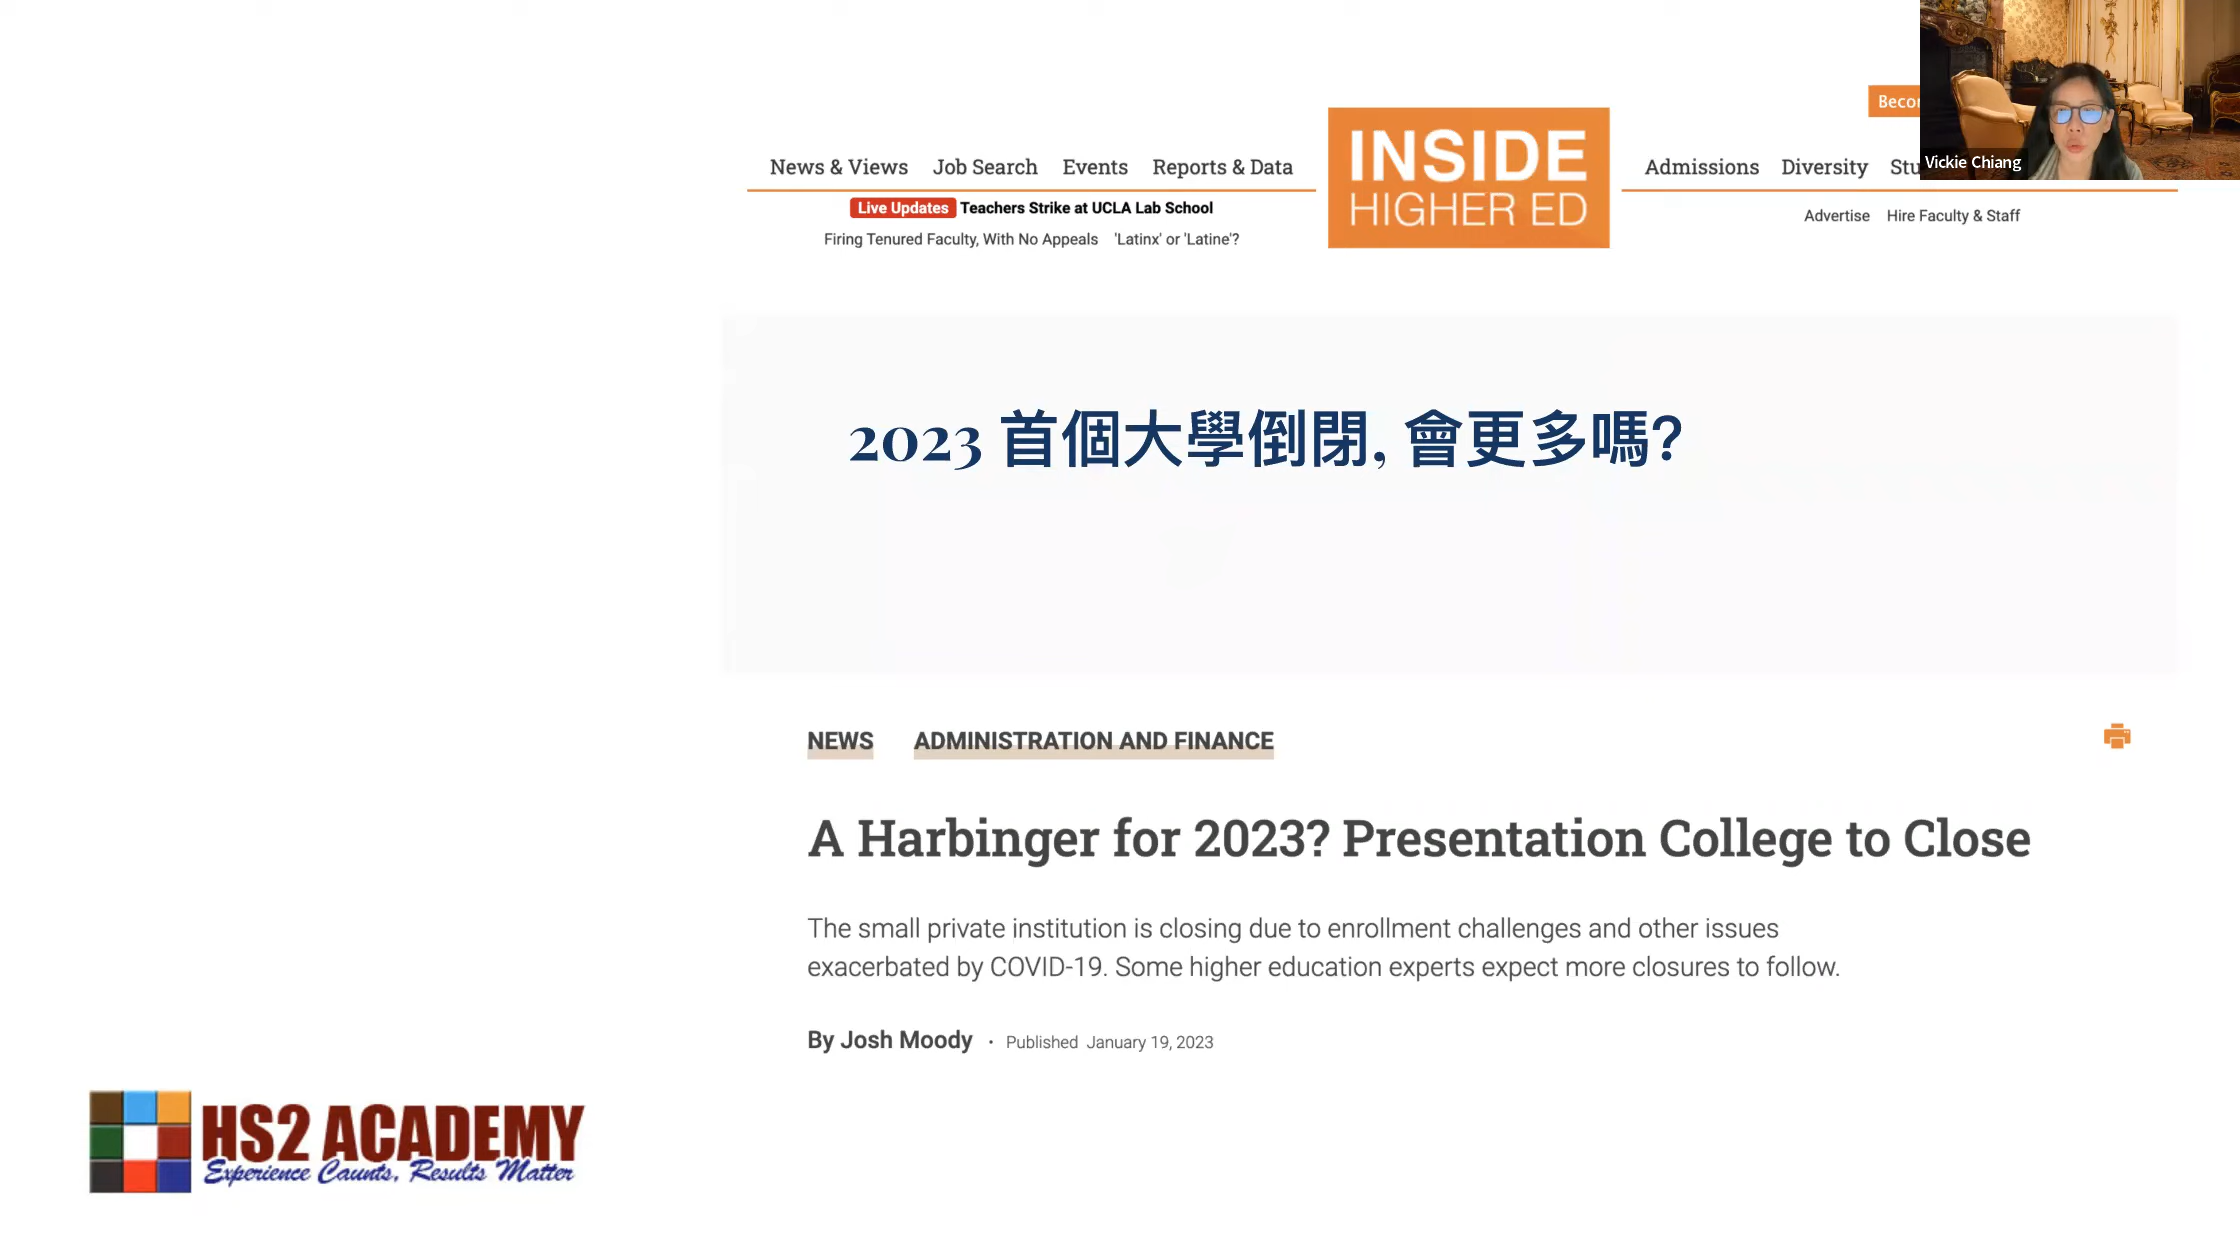 Becor
Vickie Chiang
News & Views Job Search Events Reports & Data
INSIDE
HIGHER ED
Admissions Diversity Stu
Live Updates Teachers Strike at UCLA Lab School
Firing Tenured Faculty, With No Appeals 'Latinx' or 'Latine'?
Advertise Hire Faculty & Staff
2023 首個大學倒閉, 會更多嗎?
NEWS ADMINISTRATION AND FINANCE
A Harbinger for 2023? Presentation College to Close
The small private institution is closing due to enrollment challenges and other issues
exacerbated by COVID-19. Some higher education experts expect more closures to follow.
By Josh Moody • Published January 19, 2023
HS2 ACADEMY
Experience Counts, Results Matter